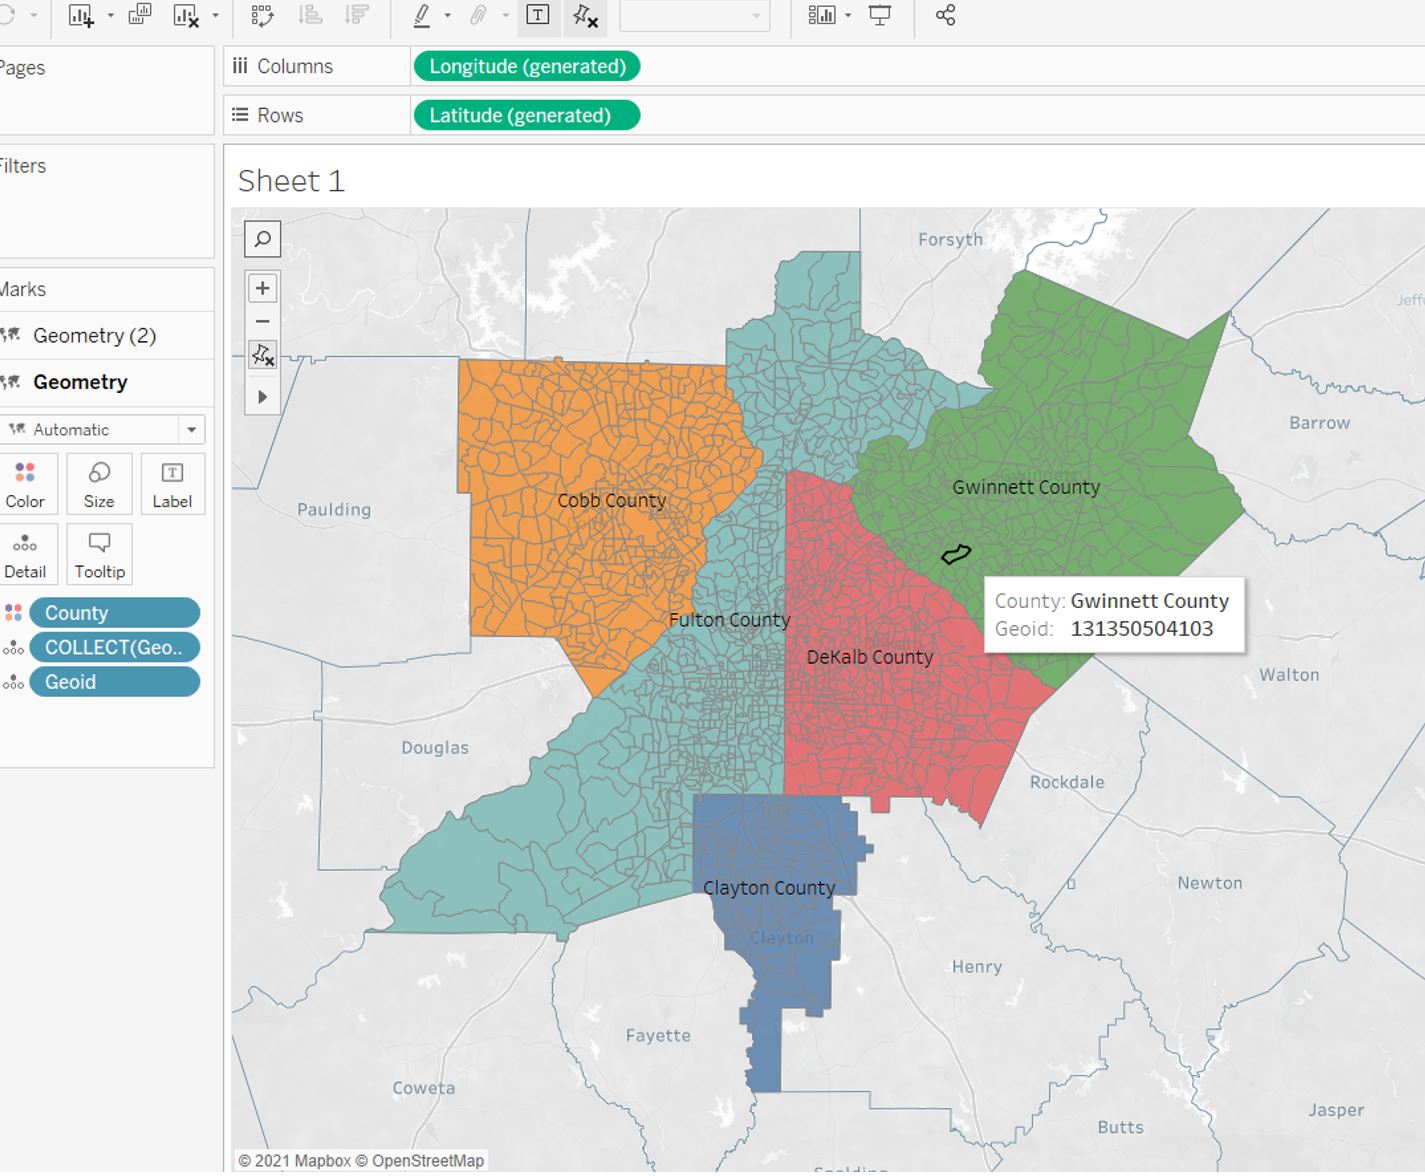 Pages
Columns
Longitude (generated)
Rows
Latitude (generated)
Filters
Sheet 1
Marks
Geometry (2)
Geometry
Automatic
Color
Size
Label
Detail
Tooltip
County
COLLECT(Geo..
Geoid
Forsyth
Jeff
Barrow
Gwinnett
Gwinnett County
Cobb County
Paulding
County: Gwinnett County
Geoid: 131350504103
Fulton County
DeKalb County
Walton
Douglas
Rockdale
Clayton County
Newton
Clayton
Henry
Fayette
Coweta
Jasper
Butts
© 2021 Mapbox © OpenStreetMap